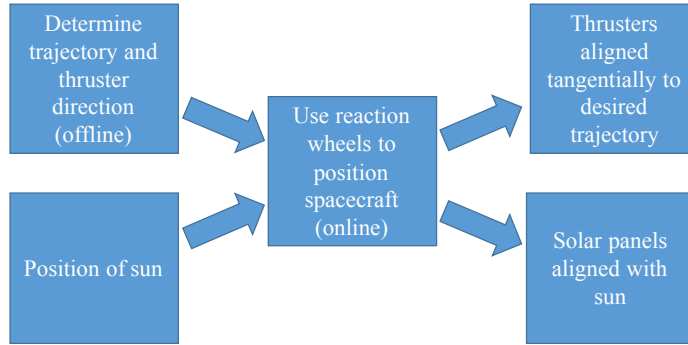 Determine
trajectory and
thruster
direction
(offline)
Position of sun
Use reaction
wheels to
position
spacecraft
(online)
Thrusters
aligned
tangentially to
desired
trajectory
Solar panels
aligned with
sun